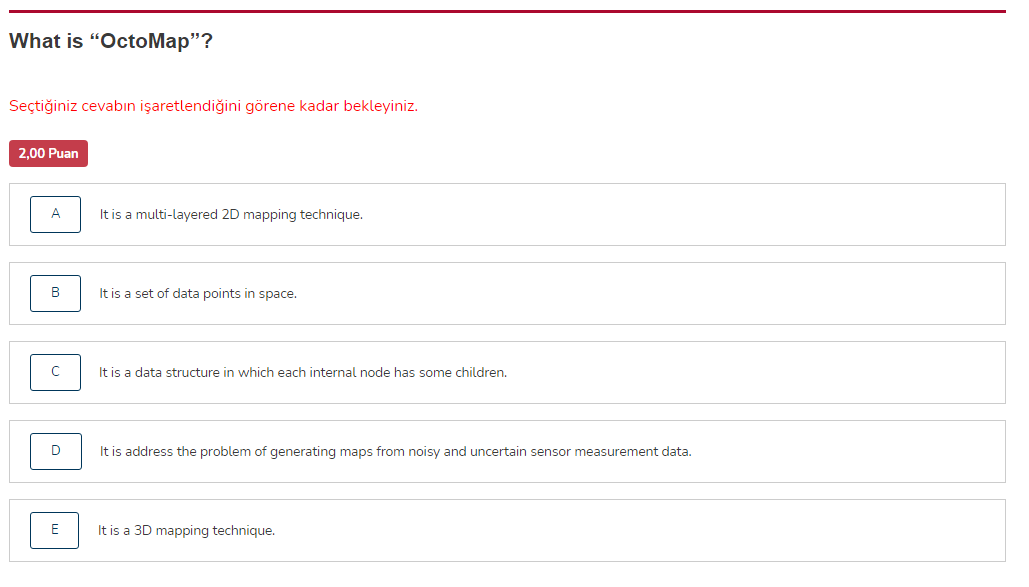 What is “OctoMap”?
Seçtiğiniz cevabın işaretlendiğini görene kadar bekleyiniz.
2,00 Puan
A It is a multi-layered 2D mapping technique.
B It is a set of data points in space.
C It is a data structure in which each internal node has some children.
D It is address the problem of generating maps from noisy and uncertain sensor measurement data.
E It is a 3D mapping technique.